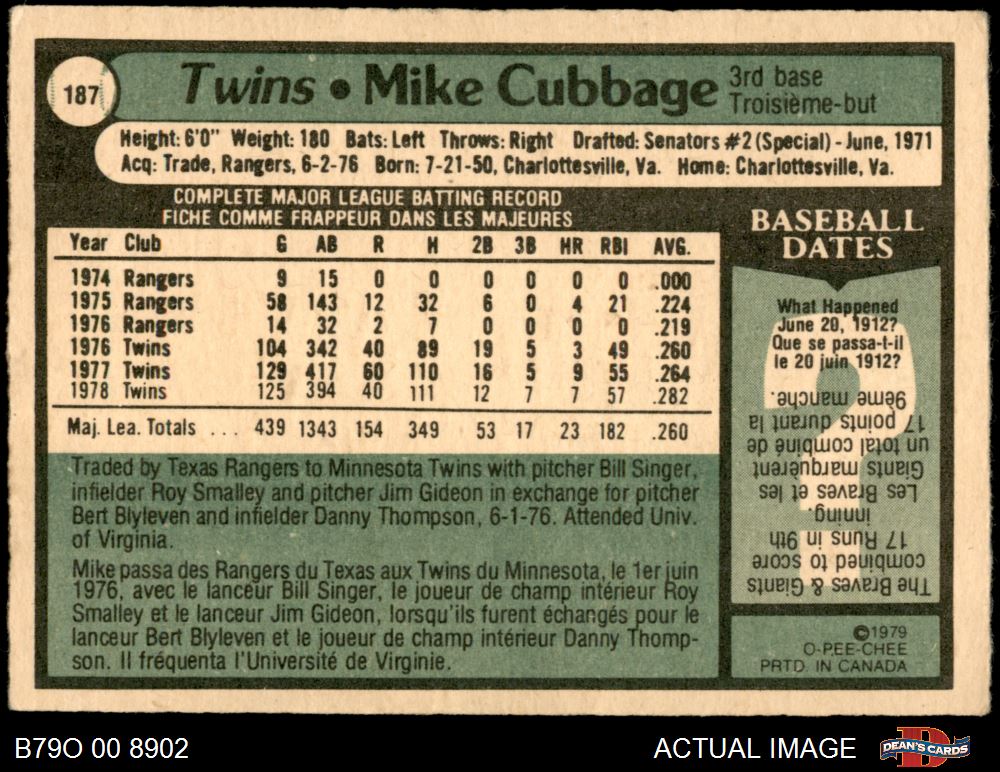 187
Twins • Mike Cubbage
3rd base
Troisième-but
Height: 6'0" Weight: 180 Bats: Left Throws: Right Drafted: Senators #2 (Special) - June, 1971
Acq: Trade, Rangers, 6-2-76 Born: 7-21-50, Charlottesville, Va. Home: Charlottesville, Va.
COMPLETE MAJOR LEAGUE BATTING RECORD
FICHE COMME FRAPPEUR DANS LES MAJEURES
Year Club G AB R H 2B 3B HR RBI AVG.
1974 Rangers 9 15 0 0 0 0 0 0 .000
1975 Rangers 58 143 12 32 6 0 4 21 .224
1976 Rangers 14 32 2 7 0 0 0 0 .219
1976 Twins 104 342 40 89 19 5 3 49 .260
1977 Twins 129 417 60 110 16 5 9 55 .264
1978 Twins 125 394 40 111 12 7 7 57 .282
Maj. Lea. Totals ... 439 1343 154 349 53 17 23 182 .260
Traded by Texas Rangers to Minnesota Twins with pitcher Bill Singer,
infielder Roy Smalley and pitcher Jim Gideon in exchange for pitcher
Bert Blyleven and infielder Danny Thompson, 6-1-76. Attended Univ.
of Virginia.
Mike passa des Rangers du Texas aux Twins du Minnesota, le 1er juin
1976, avec le lanceur Bill Singer, le joueur de champ intérieur Roy
Smalley et le lanceur Jim Gideon, lorsqu'ils furent échangés pour le
lanceur Bert Blyleven et le joueur de champ intérieur Danny Thomp-
son. Il fréquenta l'Université de Virginie.
BASEBALL
DATES
What Happened
June 20, 1912?
Que se passa-t-il
le 20 juin 1912?
The Braves & Giants
combined to score
17 Runs in 9th
inning.
Les Braves et les
Giants marquèrent
un total combiné de
17 points durant la
9ème manche.
©1979
O-PEE-CHEE
PRTD. IN CANADA
B79O 00 8902
ACTUAL IMAGE
DEAN'S CARDS